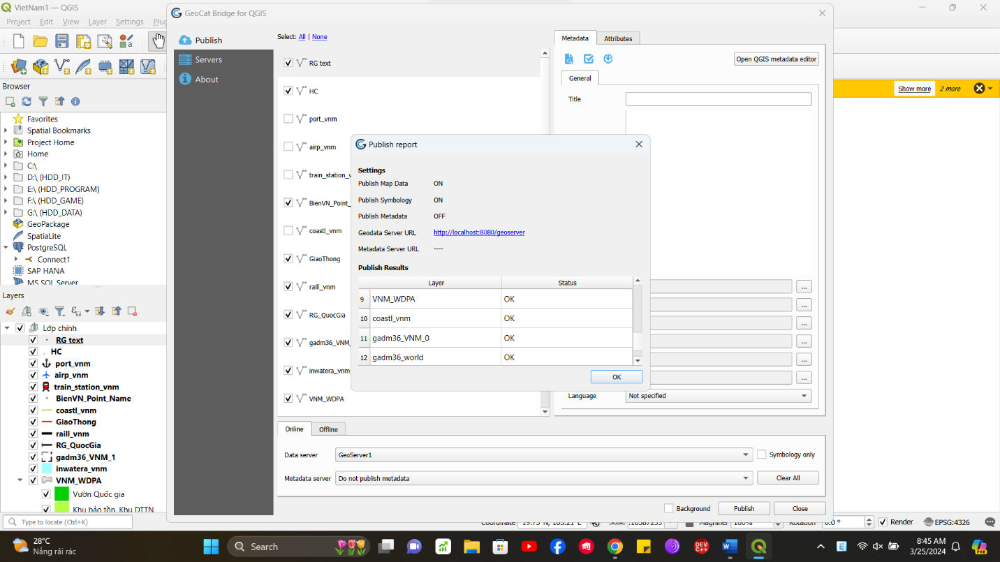 VietNam1 — QGIS
Project Edit View Layer Settings Plug
GeoCat Bridge for QGIS
Publish
Servers
About
Select: All | None
RG text
HC
port_vnm
airp_vnm
train_station_v
BienVN_Point_
coastl_vnm
GiaoThong
raill_vnm
RG_QuocGia
gadm36_VNM_
inwatera_vnm
VNM_WDPA
Metadata Attributes
Open QGIS metadata editor
General
Title
...
...
...
...
...
...
Language Not specified
Publish report
Settings
Publish Map Data ON
Publish Symbology ON
Publish Metadata OFF
Geodata Server URL http://localhost:8080/geoserver
Metadata Server URL ----
Publish Results
Layer Status
9 VNM_WDPA OK
10 coastl_vnm OK
11 gadm36_VNM_0 OK
12 gadm36_world OK
OK
Online Offline
Data server GeoServer1 Symbology only
Metadata server Do not publish metadata Clear All
Background Publish Close
Show more 2 more
Browser
Favorites
Spatial Bookmarks
Project Home
Home
C:\
D:\ (HDD_IT)
E:\ (HDD_PROGRAM)
F:\ (HDD_GAME)
G:\ (HDD_DATA)
GeoPackage
SpatiaLite
PostgreSQL
Connect1
SAP HANA
MS SQL Server
Layers
Lớp chính
RG text
HC
port_vnm
airp_vnm
train_station_vnm
BienVN_Point_Name
coastl_vnm
GiaoThong
raill_vnm
RG_QuocGia
gadm36_VNM_1
inwatera_vnm
VNM_WDPA
Vườn Quốc gia
Khu bảo tồn, Khu DTTN
Type to locate (Ctrl+K)
Coordinate 19.75°N, 105.21°E Scale Magnifier 100% Rotation 0.0 ° Render EPSG:4326
28°C
Nắng rải rác
Search
DEV C++
8:45 AM
3/25/2024
PRE